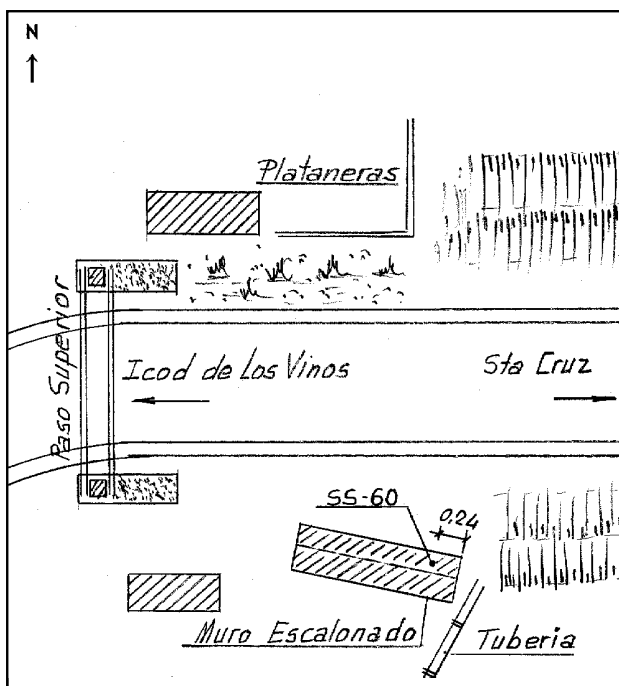 N
Plataneras
Paso Superior
Icod de Los Vinos
Sta Cruz
SS-60
0,24
Muro Escalonado
Tuberia